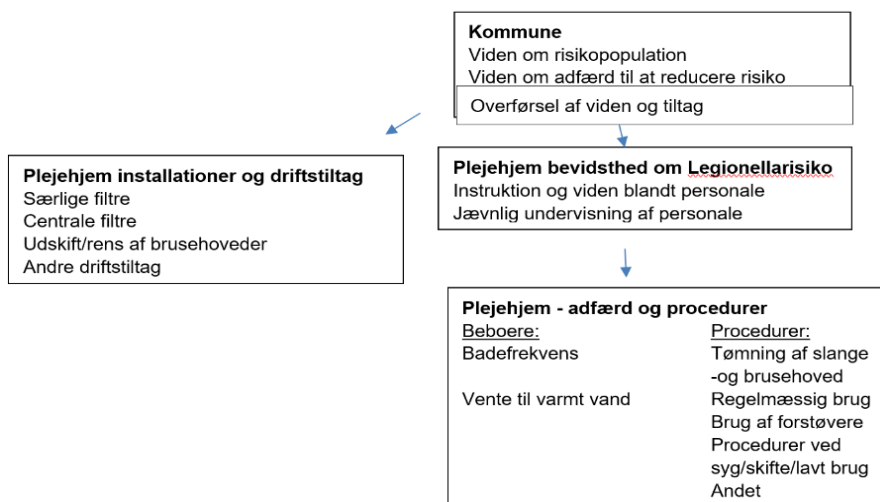 Kommune
Viden om risikopopulation
Viden om adfærd til at reducere risiko
Overførsel af viden og tiltag
Plejehjem installationer og driftstiltag
Særlige filtre
Centrale filtre
Udskift/rens af brusehoveder
Andre driftstiltag
Plejehjem bevidsthed om Legionellarisiko
Instruktion og viden blandt personale
Jævnlig undervisning af personale
Plejehjem - adfærd og procedurer
Beboere:
Badefrekvens
Vente til varmt vand
Procedurer:
Tømning af slange
-og brusehoved
Regelmæssig brug
Brug af forstøvere
Procedurer ved
syg/skifte/lavt brug
Andet